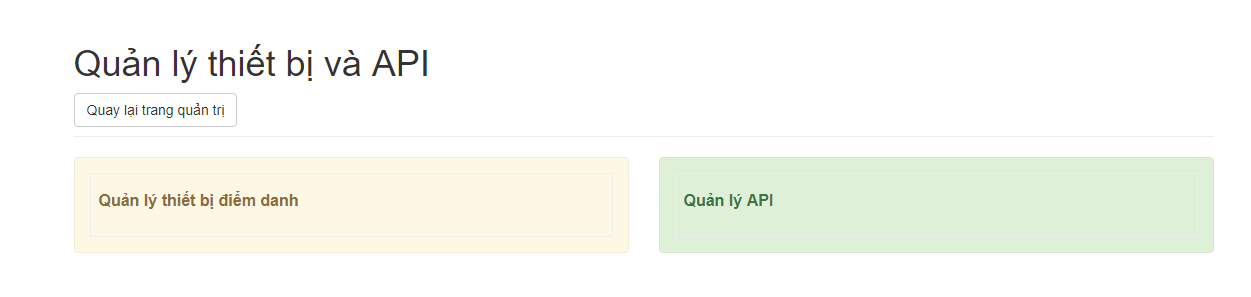 Quản lý thiết bị và API
Quay lại trang quản trị
Quản lý thiết bị điểm danh
Quản lý API